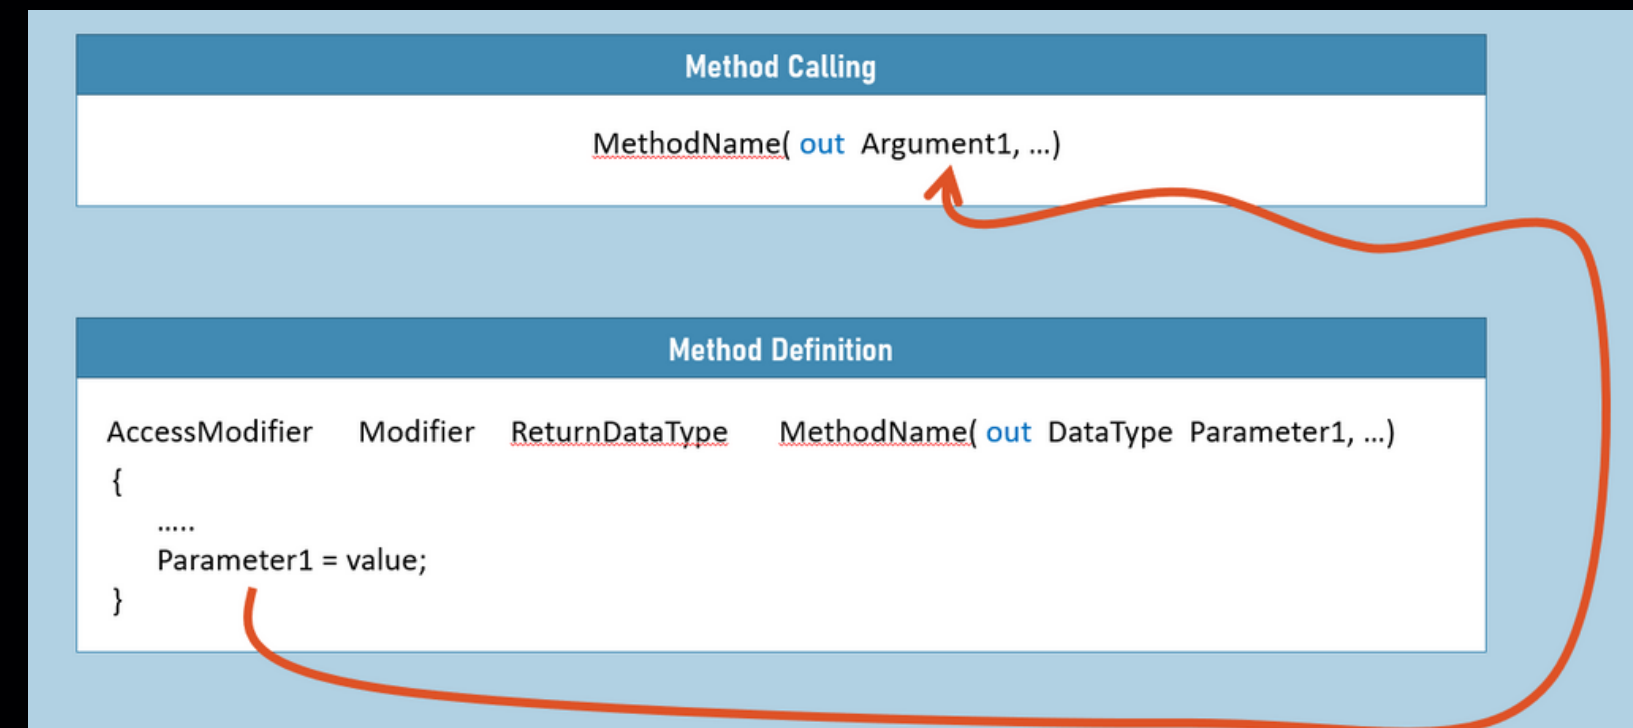 Method Calling
MethodName( out Argument1, ...)
Method Definition
AccessModifier Modifier ReturnDataType MethodName( out DataType Parameter1, ...)
{
.....
Parameter1 = value;
}